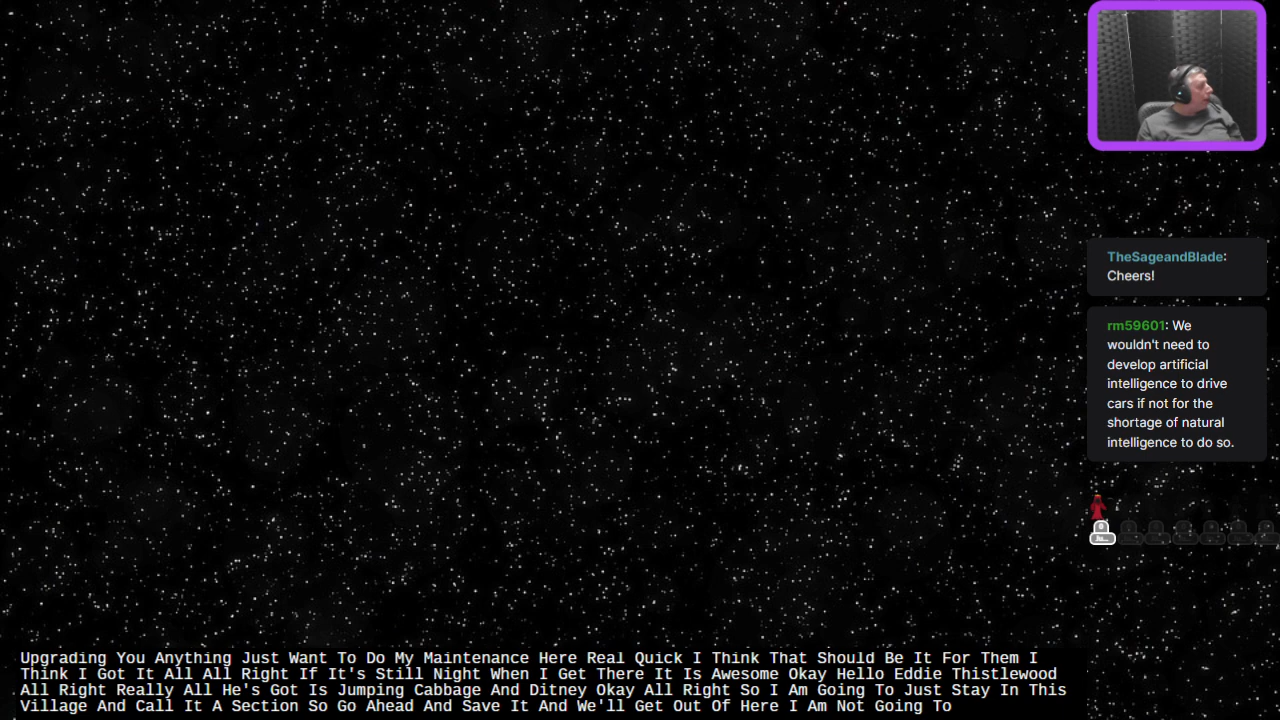 TheSageandBlade:
Cheers!
rm59601: We
wouldn't need to
develop artificial
intelligence to drive
cars if not for the
shortage of natural
intelligence to do so.
Upgrading You Anything Just Want To Do My Maintenance Here Real Quick I Think That Should Be It For Them I
Think I Got It All All Right If It's Still Night When I Get There It Is Awesome Okay Hello Eddie Thistlewood
All Right Really All He's Got Is Jumping Cabbage And Ditney Okay All Right So I Am Going To Just Stay In This
Village And Call It A Section So Go Ahead And Save It And We'll Get Out Of Here I Am Not Going To